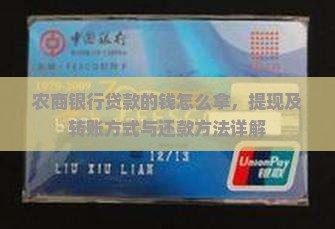 中国银行
农商银行贷款的钱怎么拿，提现及
转账方式与还款方法详解
12/13
LIU XIU LIAN
UnionPay
银联